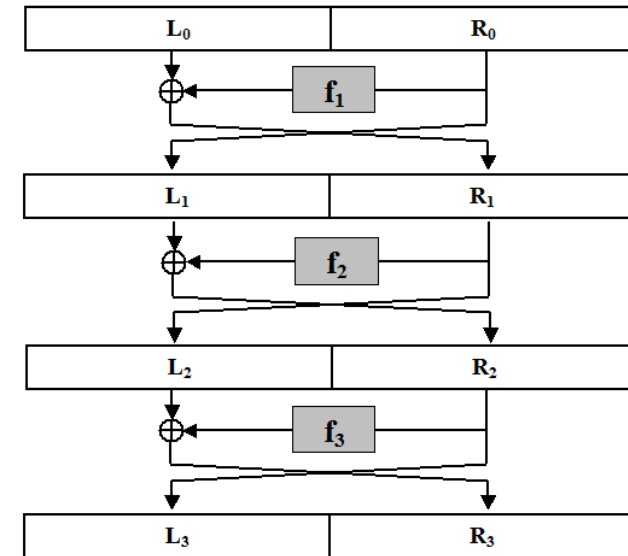 L₀ R₀
f₁
L₁ R₁
f₂
L₂ R₂
f₃
L₃ R₃